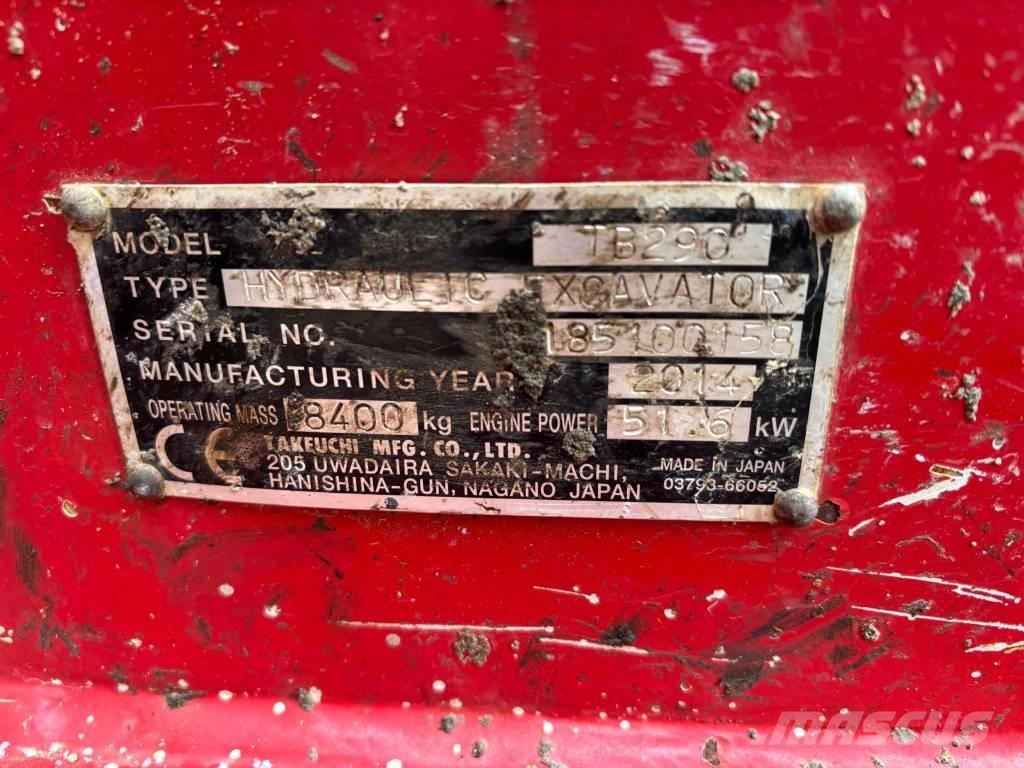 MODEL TB290
TYPE HYDRAULIC EXCAVATOR
SERIAL NO. 185100158
MANUFACTURING YEAR 2014
OPERATING MASS 8400 kg ENGINE POWER 51.6 kW
CE TAKEUCHI MFG. CO., LTD.
205 UWADAIRA SAKAKI-MACHI, MADE IN JAPAN
HANISHINA-GUN, NAGANO JAPAN 03793-66052
MASCUS